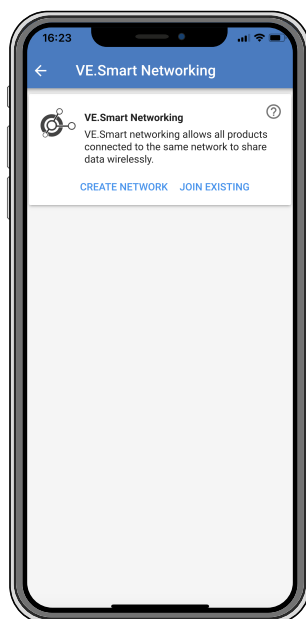 16:23
VE.Smart Networking
VE.Smart Networking
VE.Smart networking allows all products
connected to the same network to share
data wirelessly.
CREATE NETWORK JOIN EXISTING